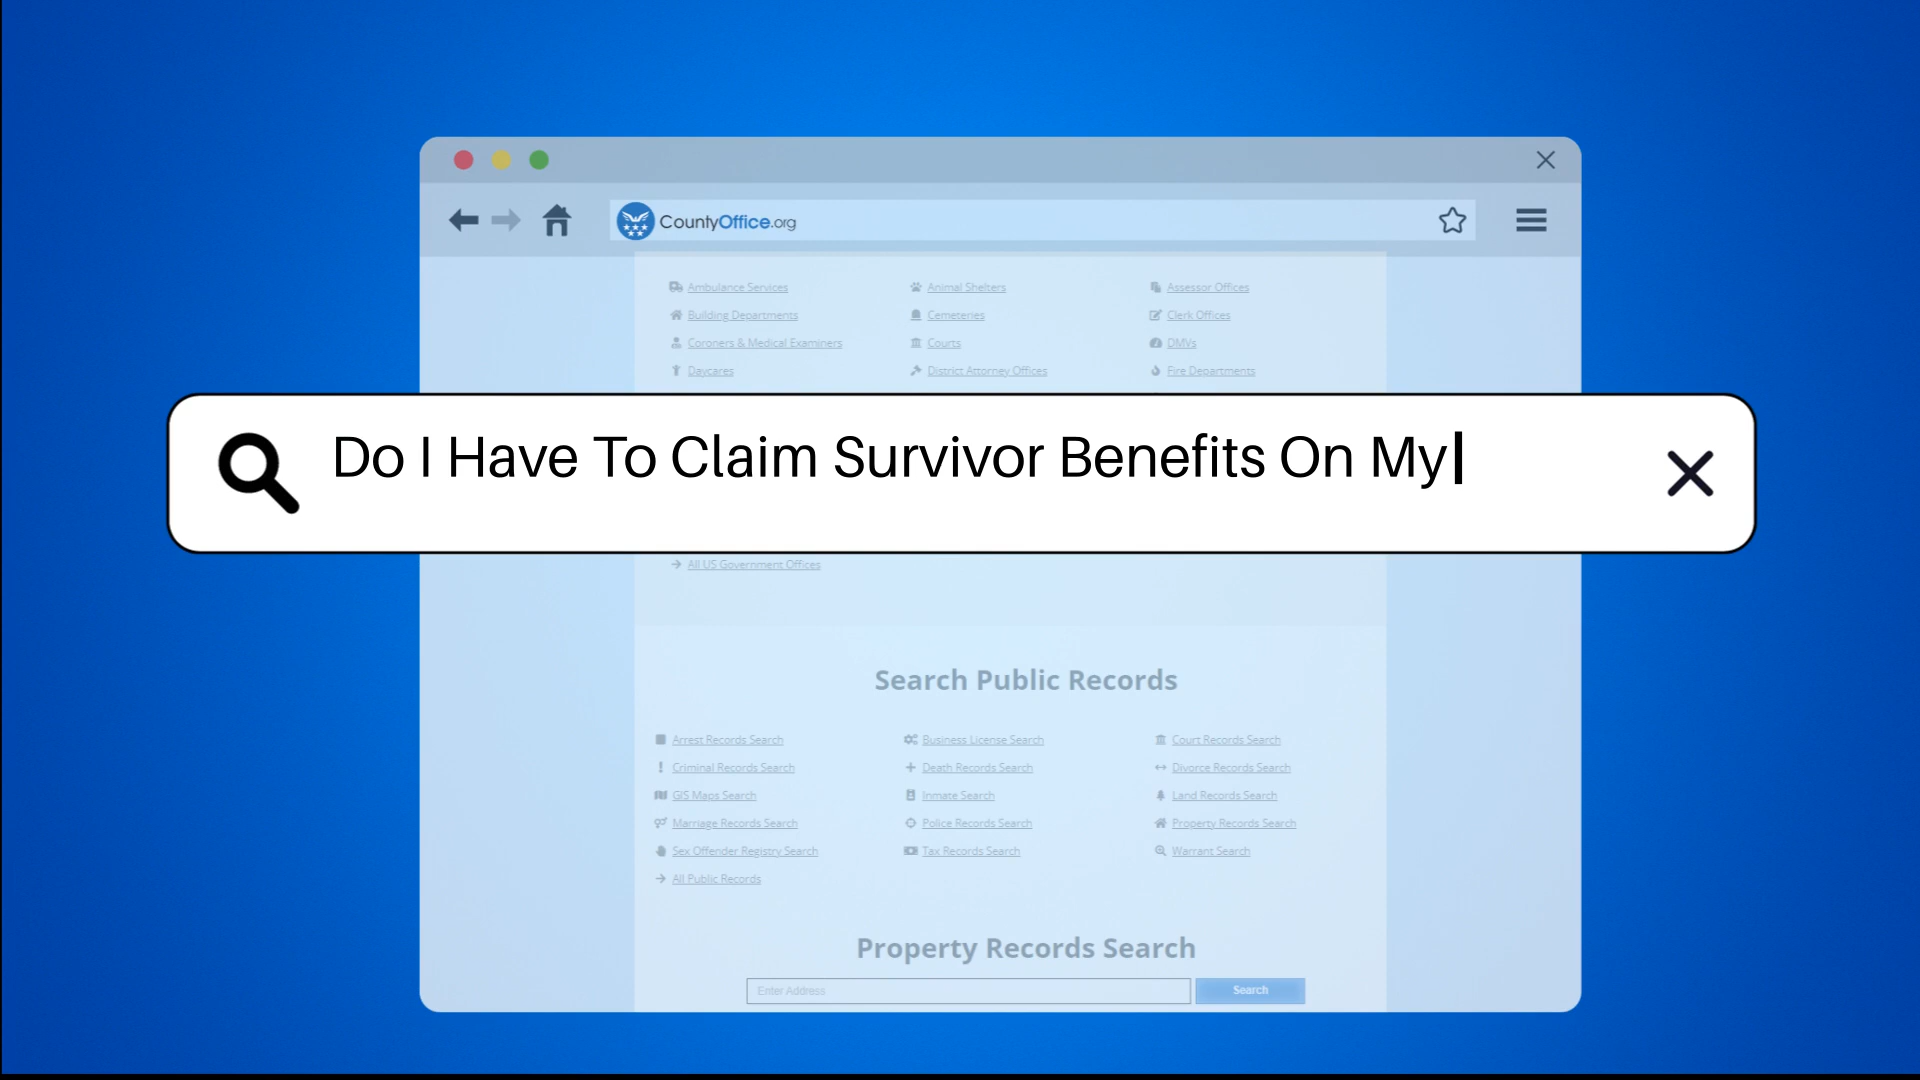 CountyOffice.org
Ambulance Services Animal Shelters Assessor Offices
Building Departments Cemeteries Clerk Offices
Coroners & Medical Examiners Courts DMVs
Daycares District Attorney Offices Fire Departments
Do I Have To Claim Survivor Benefits On My
All US Government Offices
Search Public Records
Arrest Records Search Business License Search Court Records Search
Criminal Records Search Death Records Search Divorce Records Search
GIS Maps Search Inmate Search Land Records Search
Marriage Records Search Police Records Search Property Records Search
Sex Offender Registry Search Tax Records Search Warrant Search
All Public Records
Property Records Search
Enter Address Search